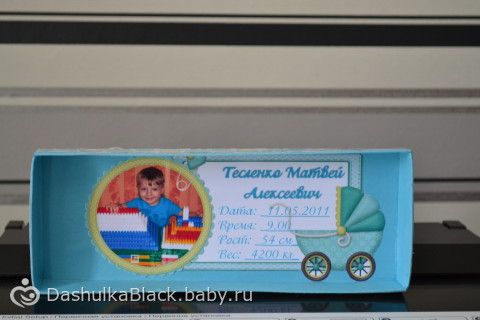 Тесленко Матвей
Алексеевич
Дата: 11.05.2011
Время: 9.00
Рост: 54 см
Вес: 4200 кг
DashulkaBlack.baby.ru